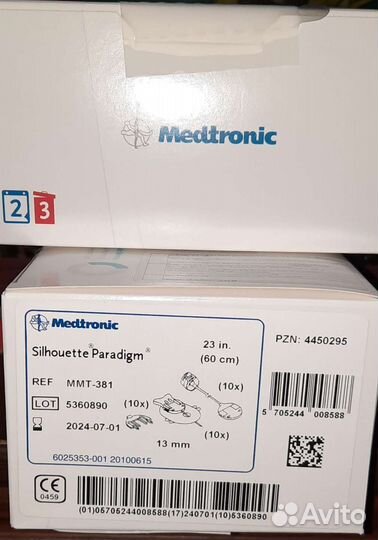 Medtronic
2 3
Medtronic
23 in.
(60 cm)
PZN: 4450295
Silhouette® Paradigm®
REF MMT-381
(10x)
(10x)
LOT 5360890
(10x)
2024-07-01
13 mm
5 705244 008588
6025353-001 20100615
CE
0459
(01)05705244008588(17)240701(10)5360890
Avito